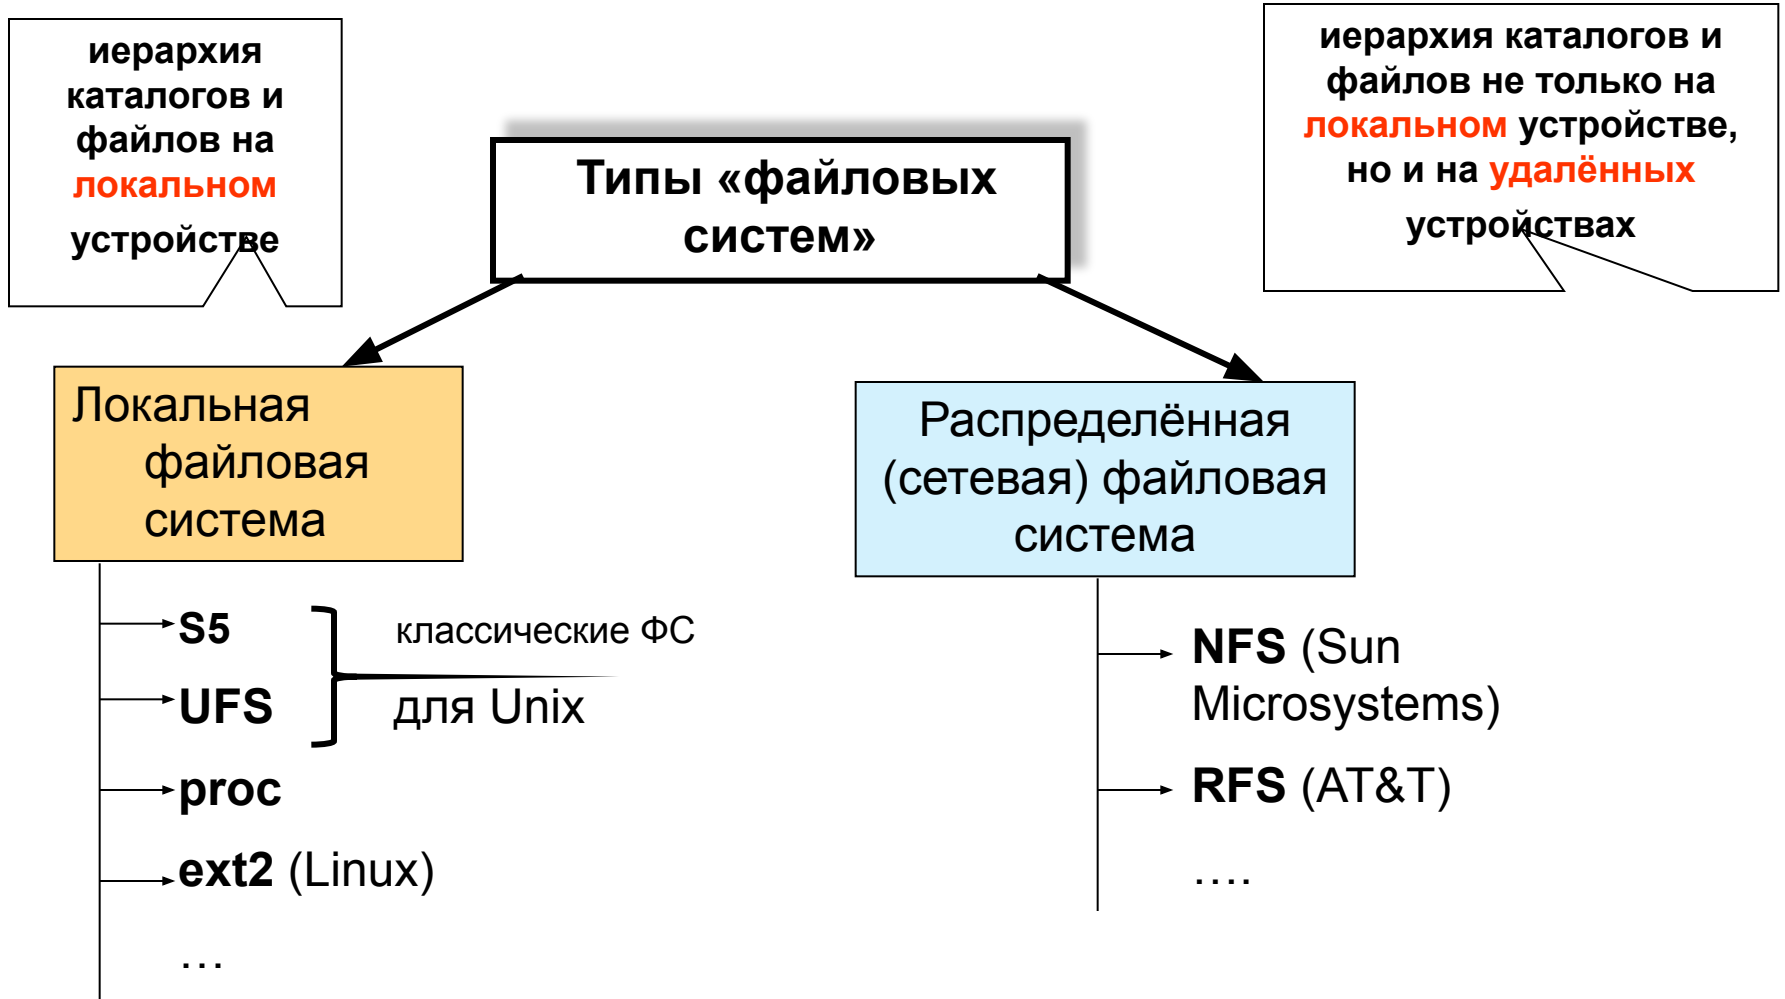 иерархия
каталогов и
файлов на
локальном
устройстве
иерархия каталогов и
файлов не только на
локальном устройстве,
но и на удалённых
устройствах
Типы «файловых
систем»
Локальная
файловая
система
Распределённая
(сетевая) файловая
система
S5
классические ФС
UFS
для Unix
proc
ext2 (Linux)
…
NFS (Sun
Microsystems)
RFS (AT&T)
….